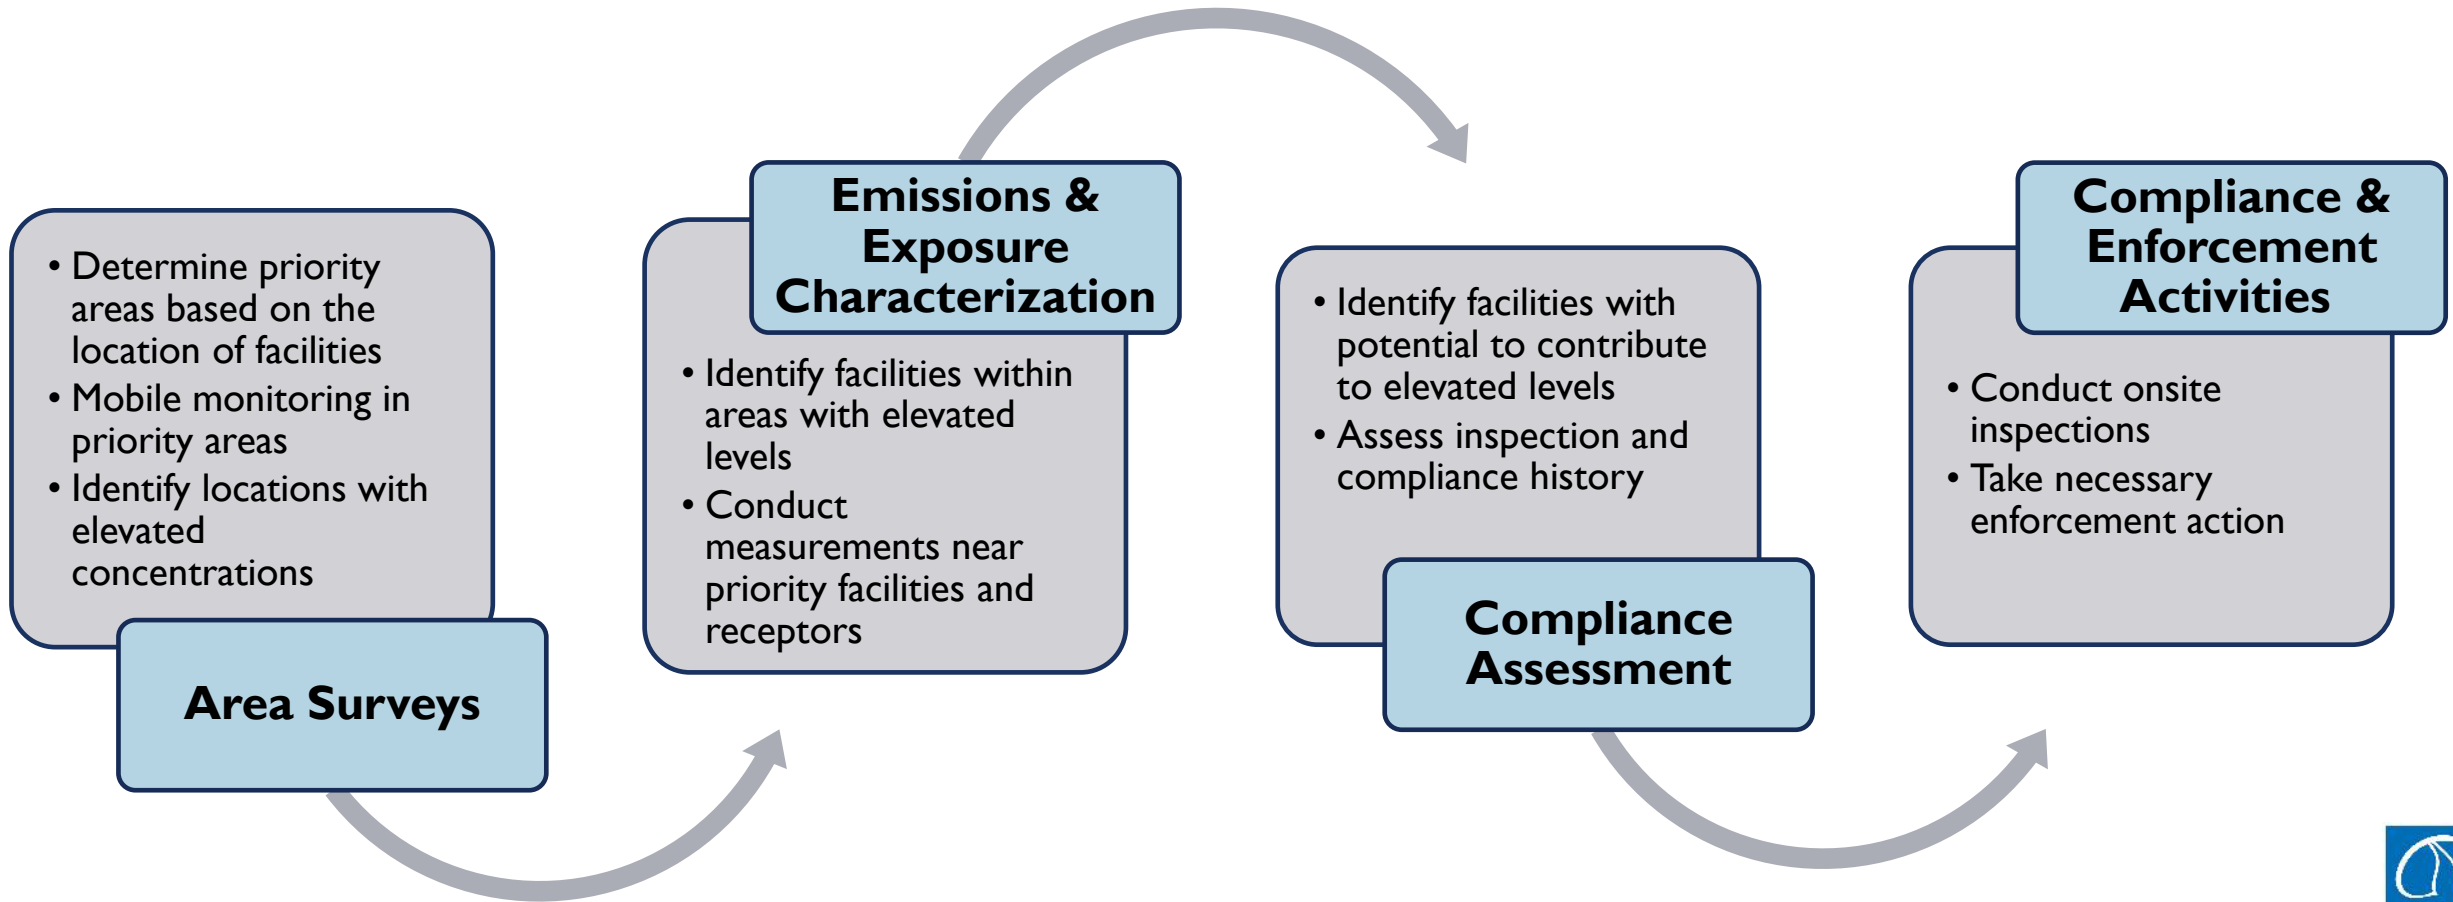 • Determine priority
areas based on the
location of facilities
• Mobile monitoring in
priority areas
• Identify locations with
elevated
concentrations
Area Surveys
Emissions &
Exposure
Characterization
• Identify facilities within
areas with elevated
levels
• Conduct
measurements near
priority facilities and
receptors
• Identify facilities with
potential to contribute
to elevated levels
• Assess inspection and
compliance history
Compliance
Assessment
Compliance &
Enforcement
Activities
• Conduct onsite
inspections
• Take necessary
enforcement action